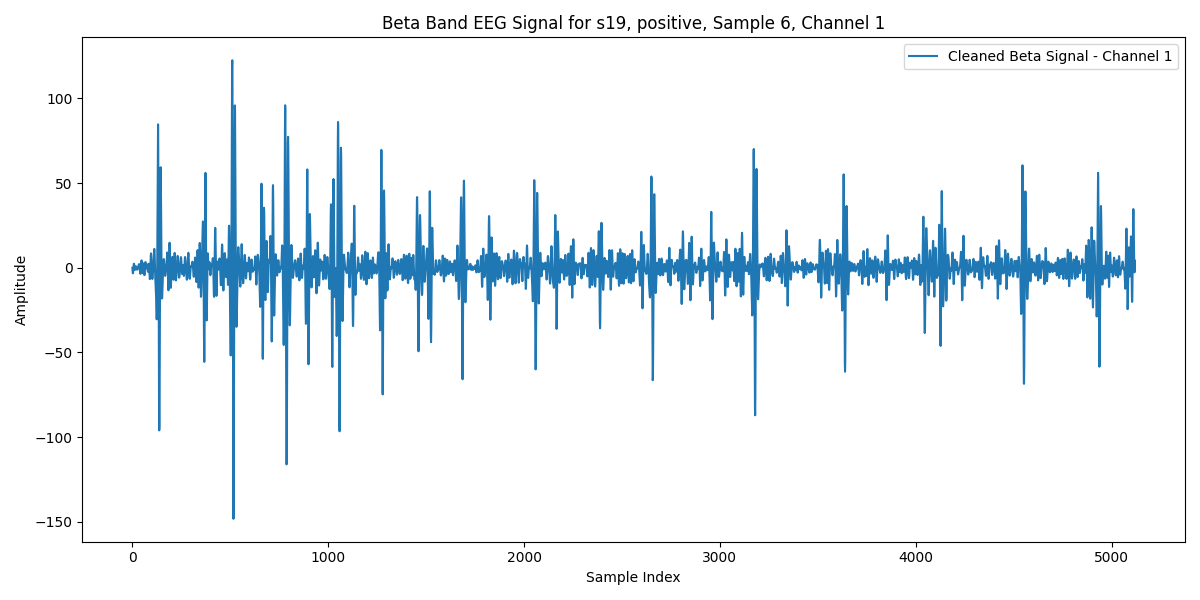 Beta Band EEG Signal for s19, positive, Sample 6, Channel 1
Cleaned Beta Signal - Channel 1
Amplitude
100
50
0
−50
−100
−150
0 1000 2000 3000 4000 5000
Sample Index